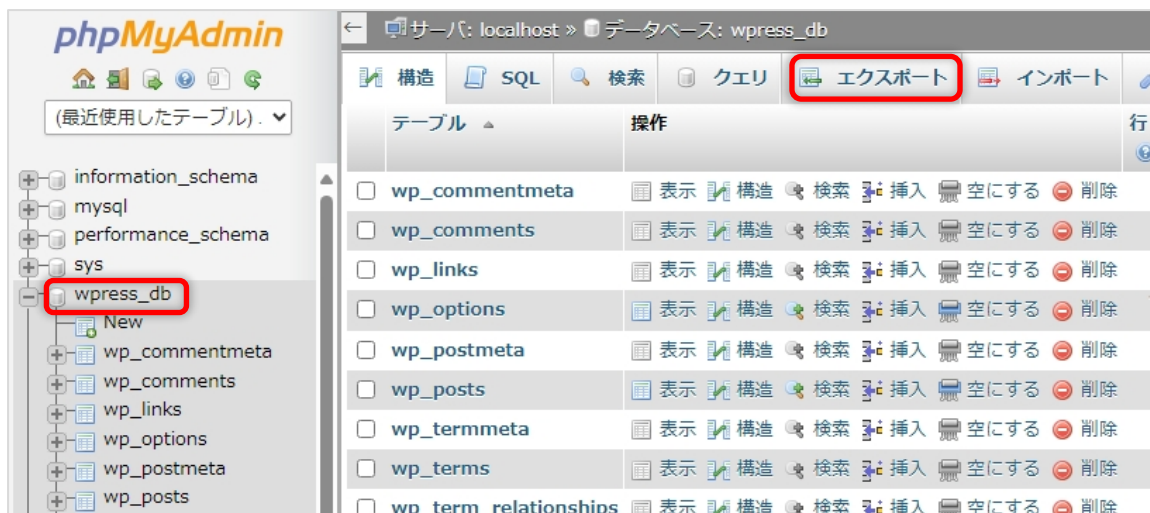 phpMyAdmin
(最近使用したテーブル) .
information_schema
mysql
performance_schema
sys
wpress_db
New
wp_commentmeta
wp_comments
wp_links
wp_options
wp_postmeta
wp_posts
サーバ: localhost » データベース: wpress_db
構造 SQL 検索 クエリ エクスポート インポート
テーブル 操作 行
wp_commentmeta 表示 構造 検索 挿入 空にする 削除
wp_comments 表示 構造 検索 挿入 空にする 削除
wp_links 表示 構造 検索 挿入 空にする 削除
wp_options 表示 構造 検索 挿入 空にする 削除
wp_postmeta 表示 構造 検索 挿入 空にする 削除
wp_posts 表示 構造 検索 挿入 空にする 削除
wp_termmeta 表示 構造 検索 挿入 空にする 削除
wp_terms 表示 構造 検索 挿入 空にする 削除
wp_term_relationships 表示 構造 検索 挿入 空にする 削除